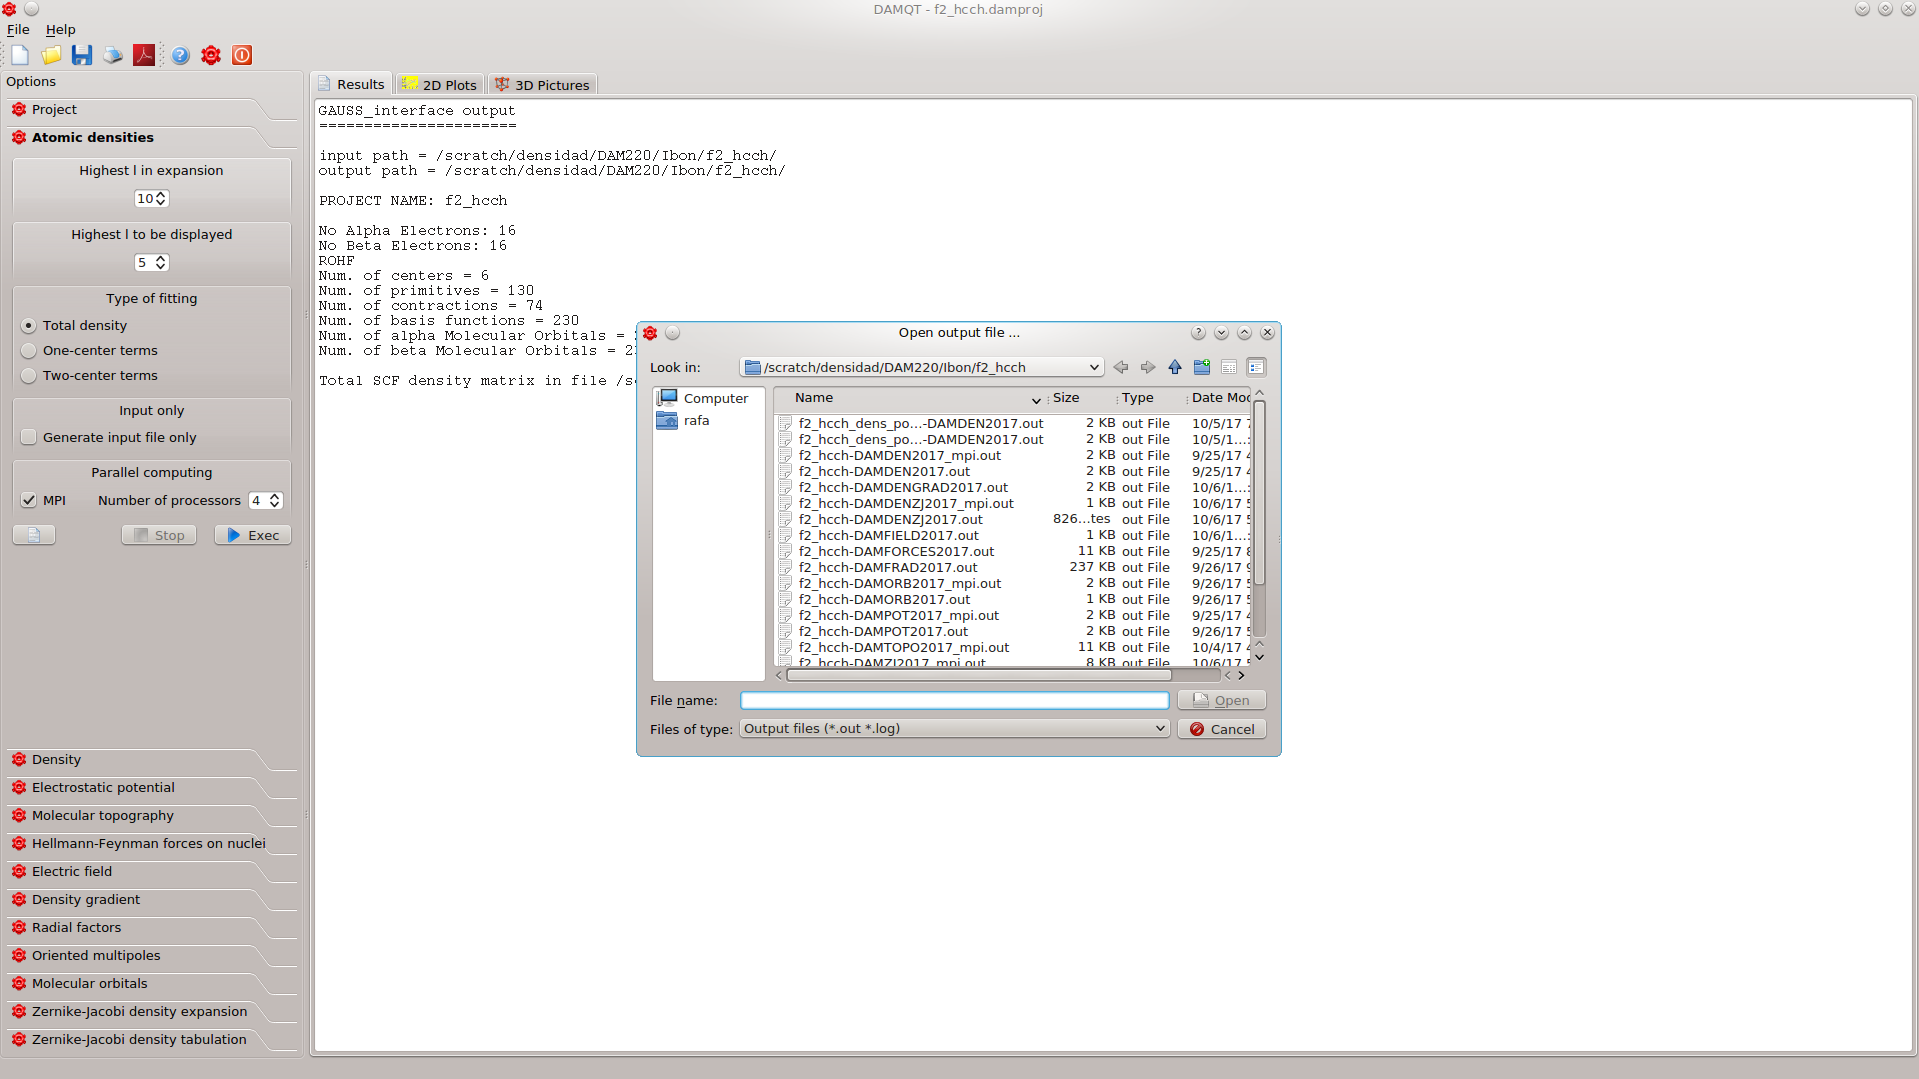 DAMQT - f2_hcch.damproj
File Help
Options
Project
Atomic densities
Highest l in expansion
10
Highest l to be displayed
5
Type of fitting
Total density
One-center terms
Two-center terms
Input only
Generate input file only
Parallel computing
MPI Number of processors 4
Stop Exec
Density
Electrostatic potential
Molecular topography
Hellmann-Feynman forces on nuclei
Electric field
Density gradient
Radial factors
Oriented multipoles
Molecular orbitals
Zernike-Jacobi density expansion
Zernike-Jacobi density tabulation
Results 2D Plots 3D Pictures
GAUSS_interface output
======================
input path = /scratch/densidad/DAM220/Ibon/f2_hcch/
output path = /scratch/densidad/DAM220/Ibon/f2_hcch/
PROJECT NAME: f2_hcch
No Alpha Electrons: 16
No Beta Electrons: 16
ROHF
Num. of centers = 6
Num. of primitives = 130
Num. of contractions = 74
Num. of basis functions = 230
Num. of alpha Molecular Orbitals =
Num. of beta Molecular Orbitals = 2
Total SCF density matrix in file
Open output file ...
Look in: /scratch/densidad/DAM220/Ibon/f2_hcch
Computer
rafa
Name Size Type Date Mod
f2_hcch_dens_po...-DAMDEN2017.out 2 KB out File 10/5/17
f2_hcch_dens_po...-DAMDEN2017.out 2 KB out File 10/5/1...
f2_hcch-DAMDEN2017_mpi.out 2 KB out File 9/25/17
f2_hcch-DAMDEN2017.out 2 KB out File 9/25/17
f2_hcch-DAMDENGRAD2017.out 2 KB out File 10/6/1...
f2_hcch-DAMDENZJ2017_mpi.out 1 KB out File 10/6/17
f2_hcch-DAMDENZJ2017.out 826...tes out File 10/6/17
f2_hcch-DAMFIELD2017.out 1 KB out File 10/6/1...
f2_hcch-DAMFORCES2017.out 11 KB out File 9/25/17
f2_hcch-DAMFRAD2017.out 237 KB out File 9/26/17
f2_hcch-DAMORB2017_mpi.out 2 KB out File 9/26/17
f2_hcch-DAMORB2017.out 1 KB out File 9/26/17
f2_hcch-DAMPOT2017_mpi.out 2 KB out File 9/25/17
f2_hcch-DAMPOT2017.out 2 KB out File 9/26/17
f2_hcch-DAMTOPO2017_mpi.out 11 KB out File 10/4/17
f2_hcch-DAMZJ2017_mpi.out 8 KB out File 10/6/17
File name: Open
Files of type: Output files (*.out *.log) Cancel